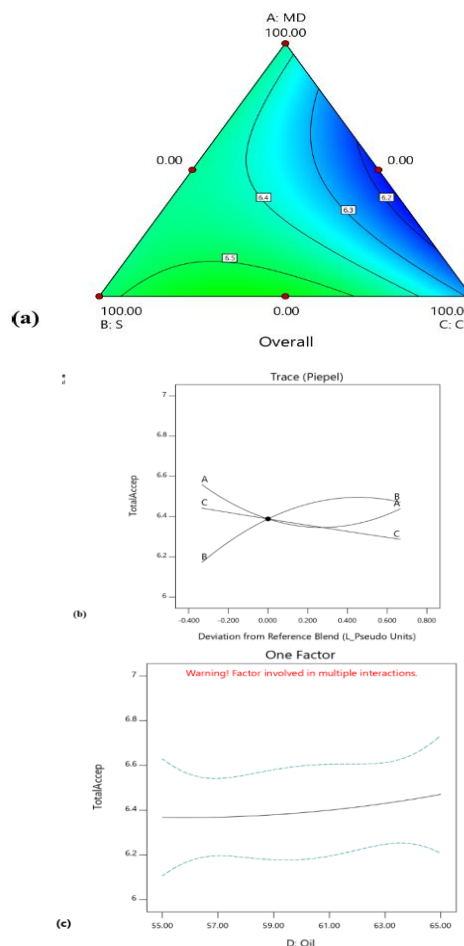 A: MD
100.00
0.00
0.00
6.4
6.3
6.2
6.5
(a)
100.00
0.00
100.0
B: S
C: C
Overall
Trace (Piepel)
7
6.8
6.6
6.4
6.2
6
TotalAccep
A
C
B
B
A
C
-0.400
-0.200
0.000
0.200
0.400
0.600
0.800
(b)
Deviation from Reference Blend (L_Pseudo Units)
One Factor
Warning! Factor involved in multiple interactions.
7
6.8
6.6
6.4
6.2
6
TotalAccep
55.00
57.00
59.00
61.00
63.00
65.00
(c)
D: Oil